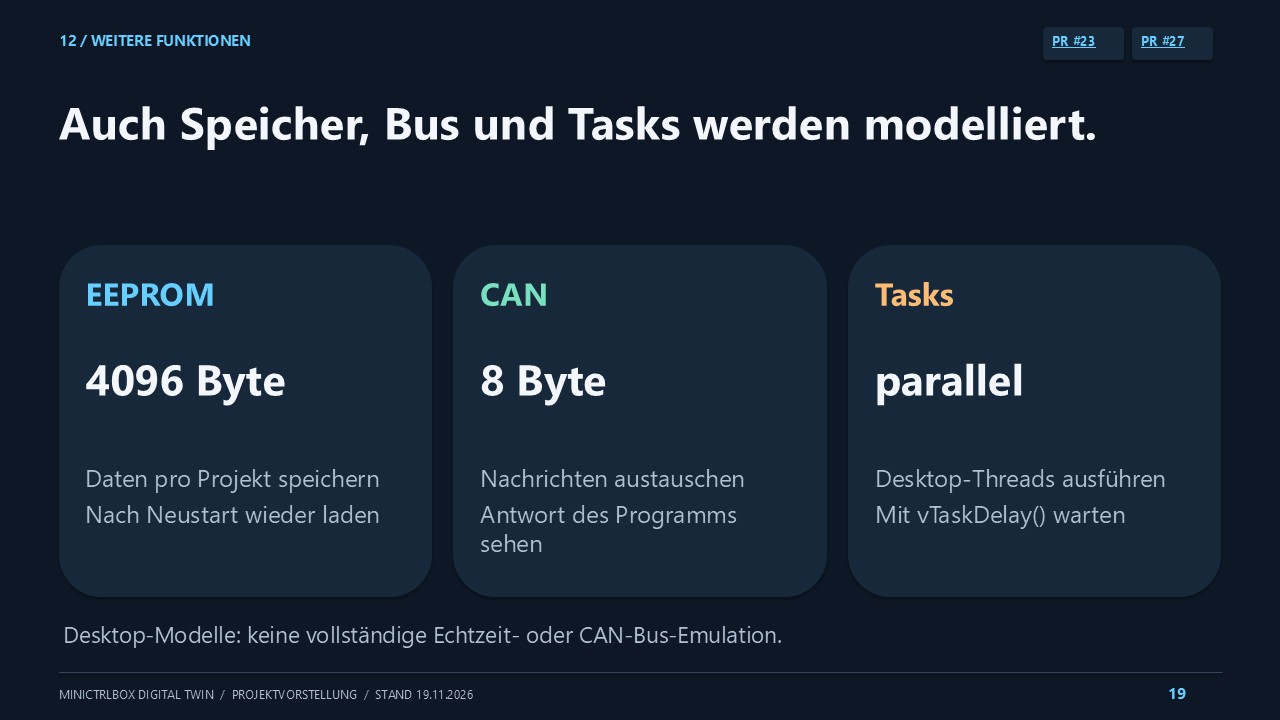 12 / WEITERE FUNKTIONEN
PR #23
PR #27
Auch Speicher, Bus und Tasks werden modelliert.
EEPROM
4096 Byte
Daten pro Projekt speichern
Nach Neustart wieder laden
CAN
8 Byte
Nachrichten austauschen
Antwort des Programms
sehen
Tasks
parallel
Desktop-Threads ausführen
Mit vTaskDelay() warten
Desktop-Modelle: keine vollständige Echtzeit- oder CAN-Bus-Emulation.
MINICTRLBOX DIGITAL TWIN / PROJEKTVORSTELLUNG / STAND 19.11.2026
19